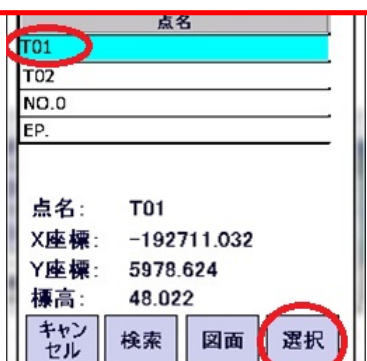 点名
T01
T02
NO.0
EP.
点名: T01
X座標: -192711.032
Y座標: 5978.624
標高: 48.022
キャン
セル
検索
図面
選択